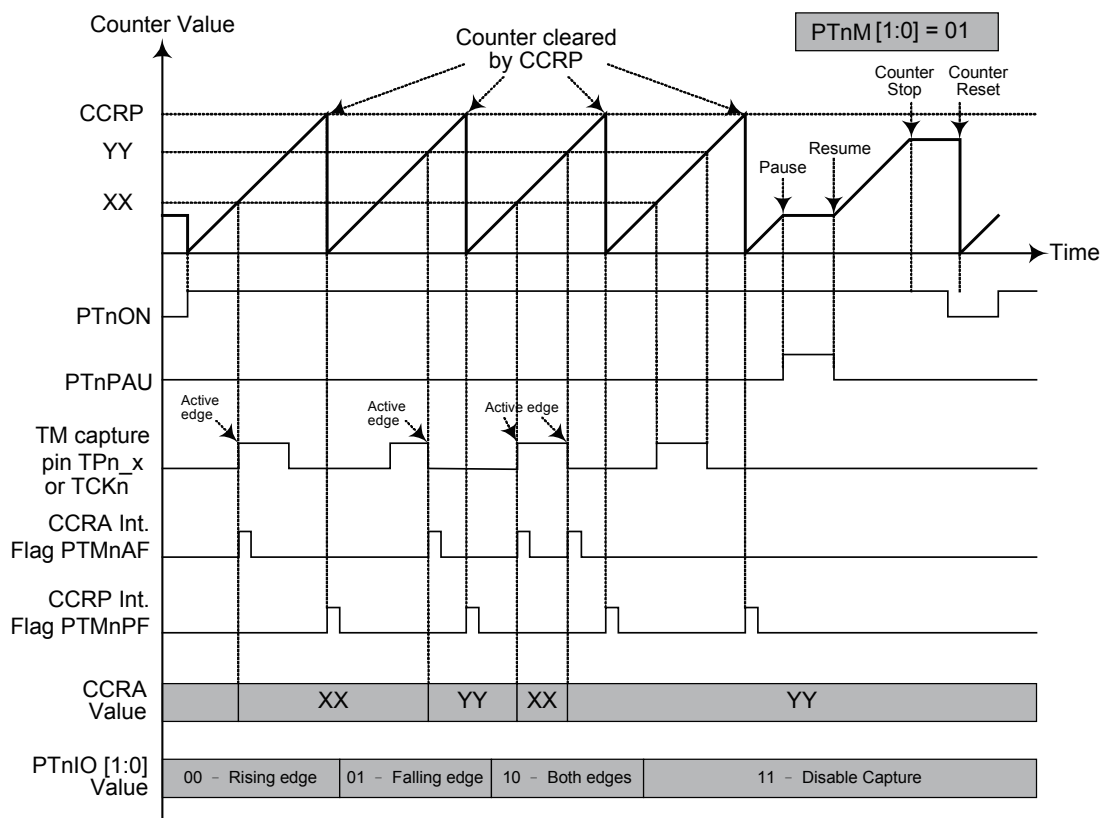 Counter Value
Counter cleared
by CCRP
PTnM [1:0] = 01
Counter
Stop
Counter
Reset
CCRP
YY
XX
Pause
Resume
Time
PTnON
PTnPAU
Active
edge
Active
edge
Active edge
TM capture
pin TPn_x
or TCKn
CCRA Int.
Flag PTMnAF
CCRP Int.
Flag PTMnPF
CCRA
Value
XX
YY
XX
YY
PTnIO [1:0]
Value
00 – Rising edge
01 – Falling edge
10 – Both edges
11 – Disable Capture